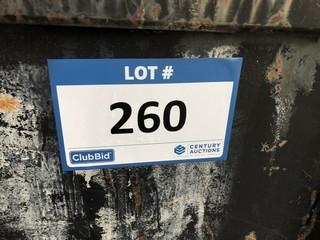 LOT #
260
ClubBid
CENTURY
AUCTIONS